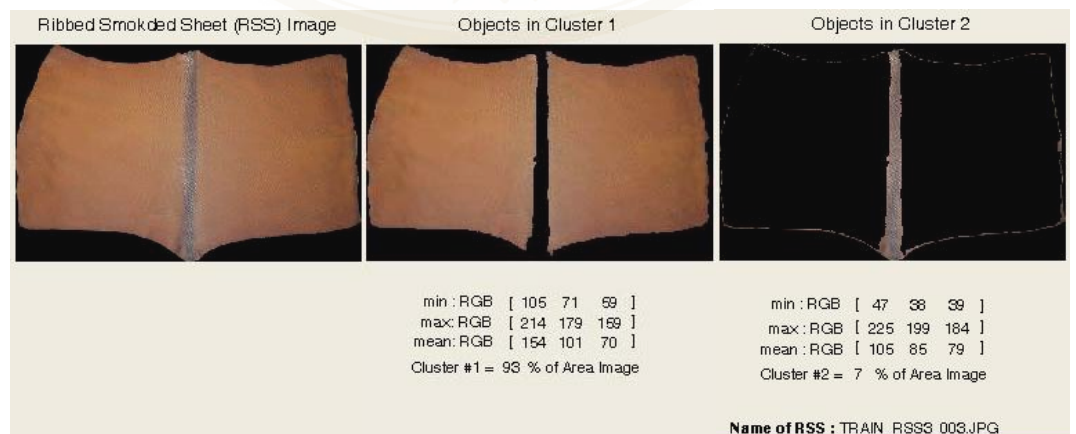 Ribbed Smokded Sheet (RSS) Image
Objects in Cluster 1
Objects in Cluster 2
min : RGB [ 105 71 59 ]
max: RGB [ 214 179 159 ]
mean: RGB [ 154 101 70 ]
Cluster #1 = 93 % of Area Image
min : RGB [ 47 38 39 ]
max : RGB [ 225 199 184 ]
mean : RGB [ 105 85 79 ]
Cluster #2 = 7 % of Area Image
Name of RSS : TRAIN RSS3 003.JPG